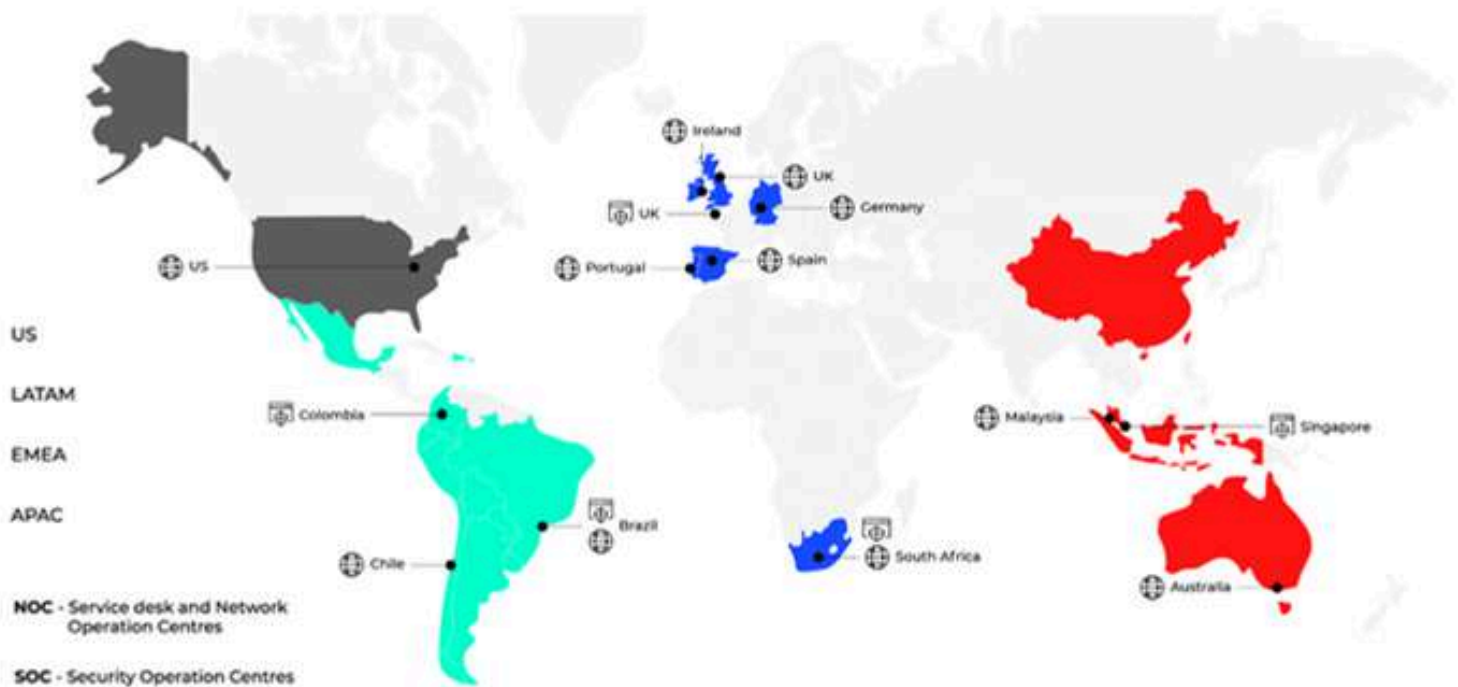 Ireland
UK
UK
Germany
US
Portugal
Spain
US
LATAM
Colombia
Malaysia
Singapore
EMEA
APAC
Brazil
Chile
South Africa
Australia
NOC - Service desk and Network
Operation Centres
SOC - Security Operation Centres